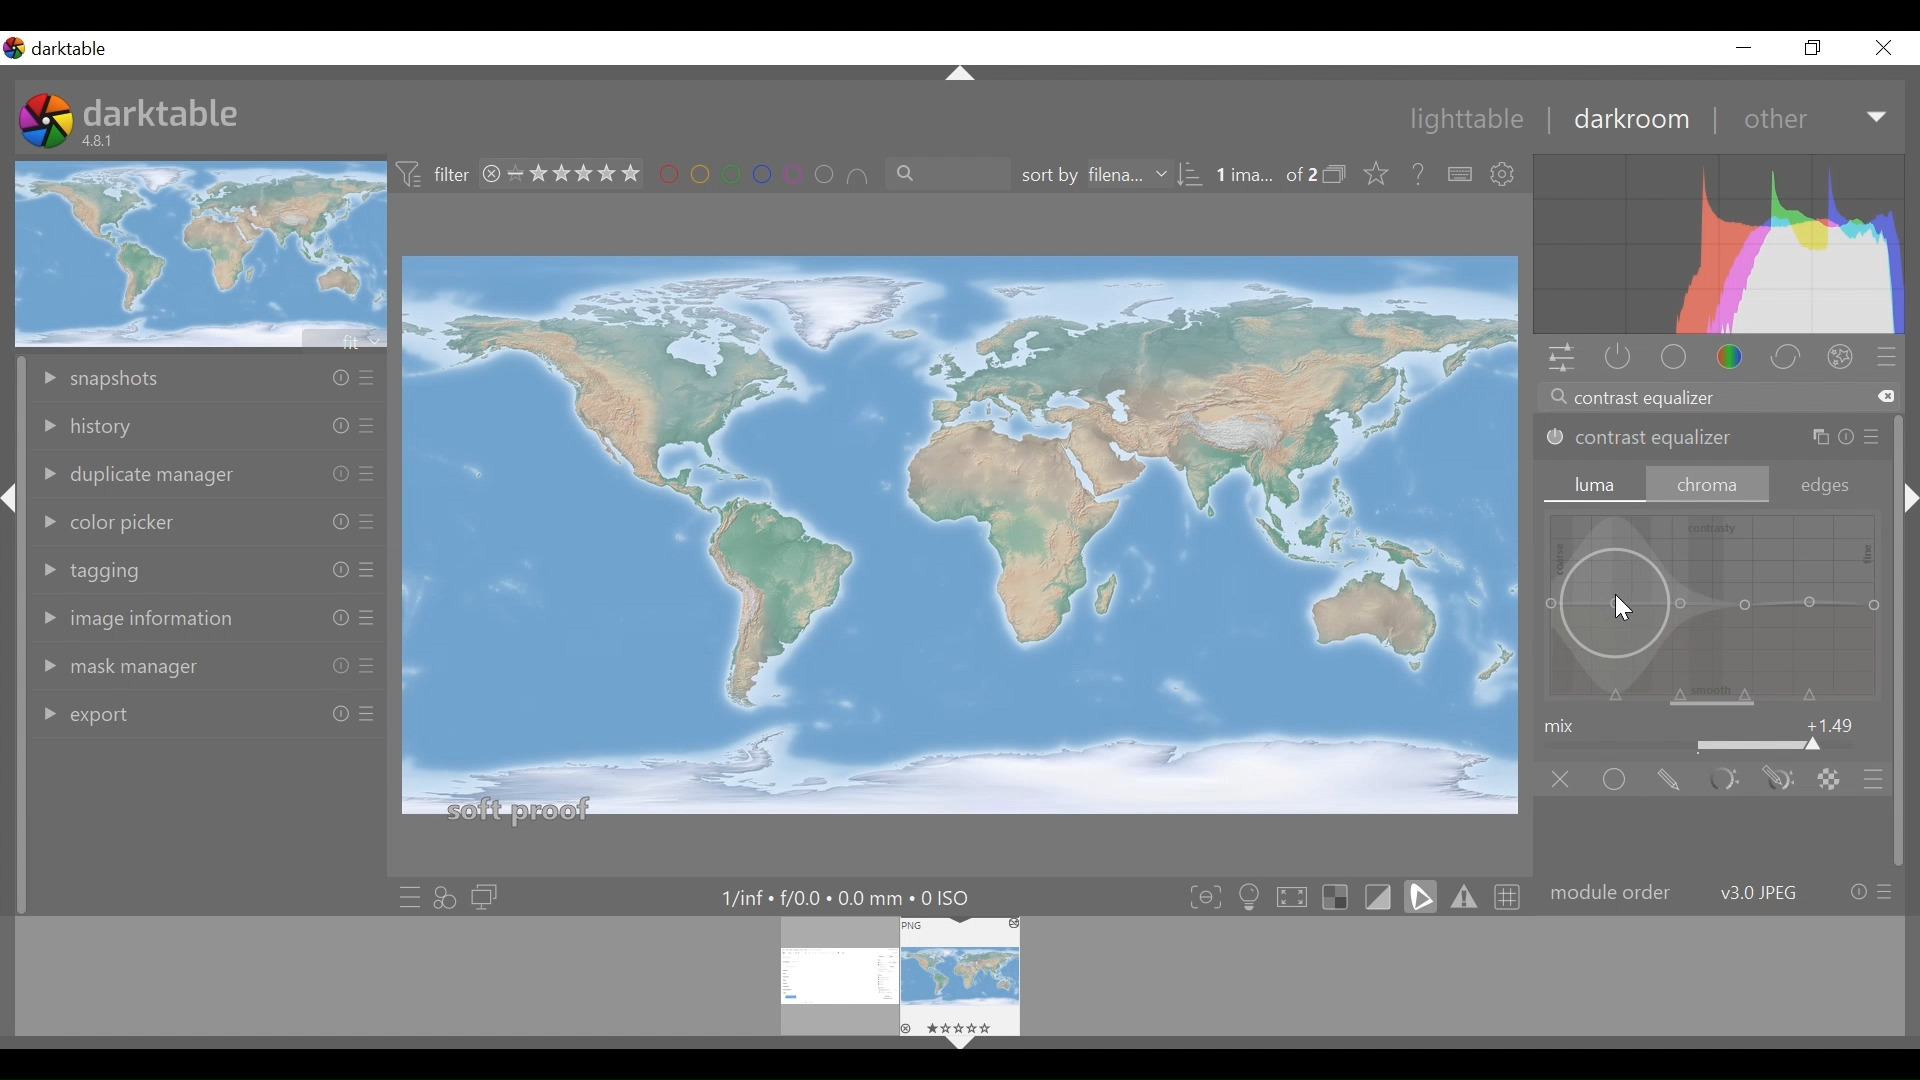 darktable
darktable
4.8.1
lighttable | darkroom | other
filter
sort by filena...
1 ima... of 2
fit
snapshots
history
duplicate manager
color picker
tagging
image information
mask manager
export
soft proof
contrast equalizer
contrast equalizer
luma chroma edges
contrasty
coarse
fine
smooth
mix +1.49
1/inf • f/0.0 • 0.0 mm • 0 ISO
module order v3.0 JPEG
PNG